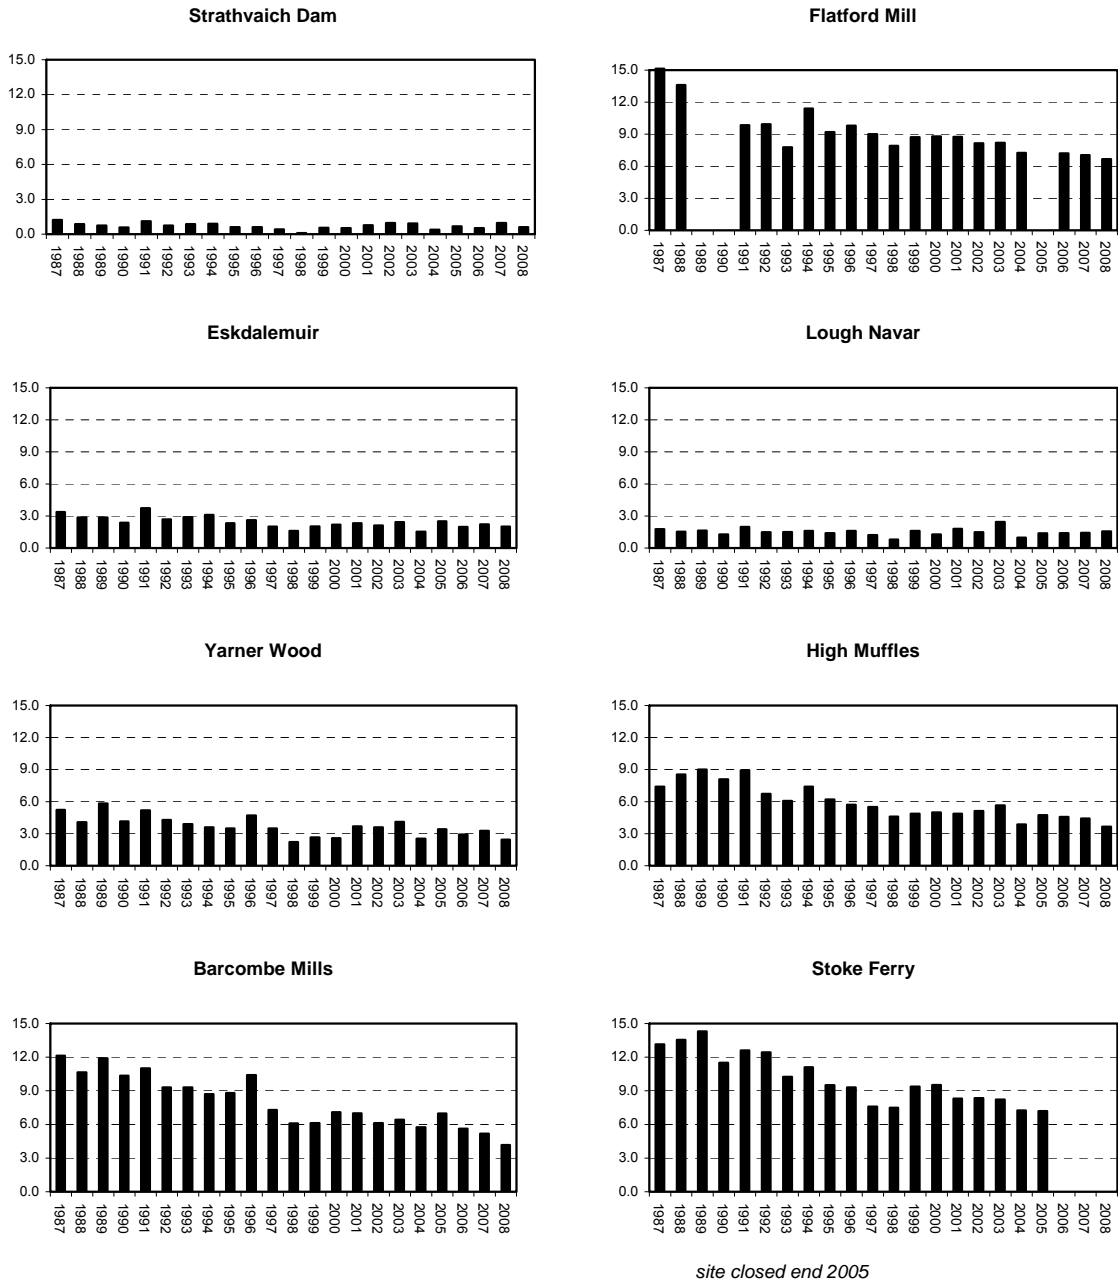 Strathvaich Dam
15.0
12.0
9.0
6.0
3.0
0.0
1987 1988 1989 1990 1991 1992 1993 1994 1995 1996 1997 1998 1999 2000 2001 2002 2003 2004 2005 2006 2007 2008
Flatford Mill
15.0
12.0
9.0
6.0
3.0
0.0
1987 1988 1989 1990 1991 1992 1993 1994 1995 1996 1997 1998 1999 2000 2001 2002 2003 2004 2005 2006 2007 2008
Eskdalemuir
15.0
12.0
9.0
6.0
3.0
0.0
1987 1988 1989 1990 1991 1992 1993 1994 1995 1996 1997 1998 1999 2000 2001 2002 2003 2004 2005 2006 2007 2008
Lough Navar
15.0
12.0
9.0
6.0
3.0
0.0
1987 1988 1989 1990 1991 1992 1993 1994 1995 1996 1997 1998 1999 2000 2001 2002 2003 2004 2005 2006 2007 2008
Yarner Wood
15.0
12.0
9.0
6.0
3.0
0.0
1987 1988 1989 1990 1991 1992 1993 1994 1995 1996 1997 1998 1999 2000 2001 2002 2003 2004 2005 2006 2007 2008
High Muffles
15.0
12.0
9.0
6.0
3.0
0.0
1987 1988 1989 1990 1991 1992 1993 1994 1995 1996 1997 1998 1999 2000 2001 2002 2003 2004 2005 2006 2007 2008
Barcombe Mills
15.0
12.0
9.0
6.0
3.0
0.0
1987 1988 1989 1990 1991 1992 1993 1994 1995 1996 1997 1998 1999 2000 2001 2002 2003 2004 2005 2006 2007 2008
Stoke Ferry
15.0
12.0
9.0
6.0
3.0
0.0
1987 1988 1989 1990 1991 1992 1993 1994 1995 1996 1997 1998 1999 2000 2001 2002 2003 2004 2005 2006 2007 2008
site closed end 2005